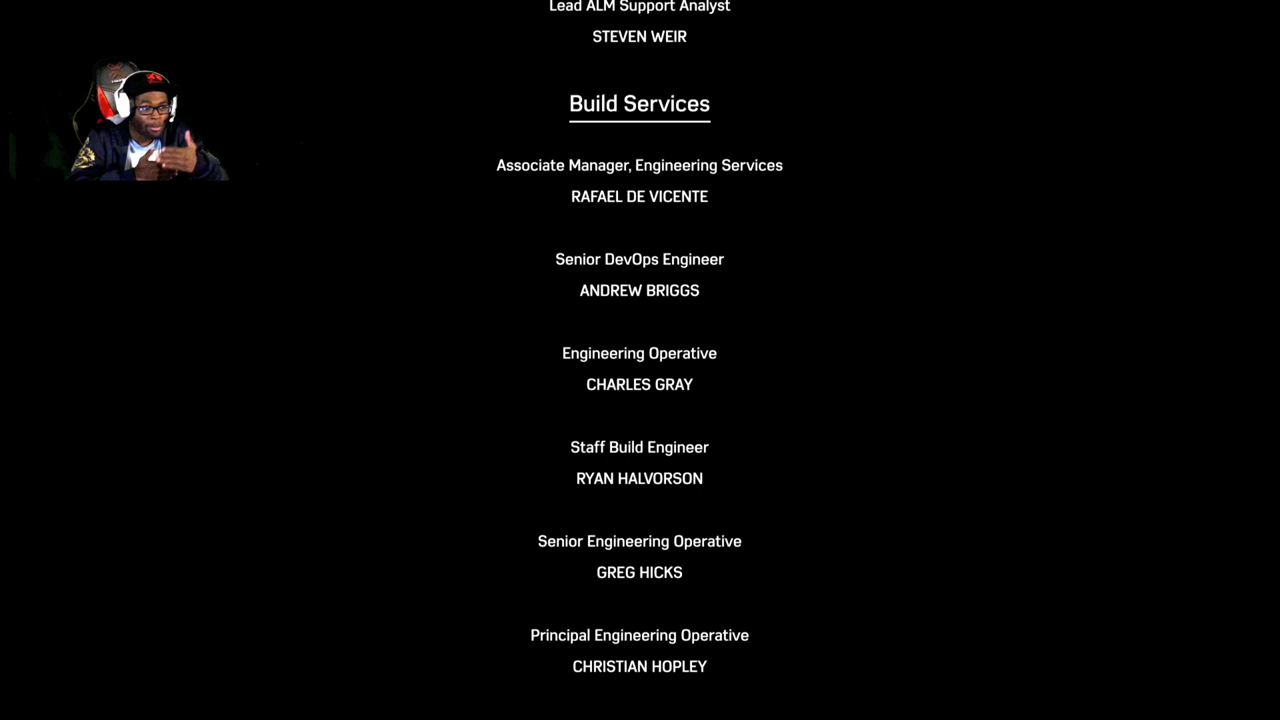 Lead ALM Support Analyst
STEVEN WEIR
Build Services
Associate Manager, Engineering Services
RAFAEL DE VICENTE
Senior DevOps Engineer
ANDREW BRIGGS
Engineering Operative
CHARLES GRAY
Staff Build Engineer
RYAN HALVORSON
Senior Engineering Operative
GREG HICKS
Principal Engineering Operative
CHRISTIAN HOPLEY